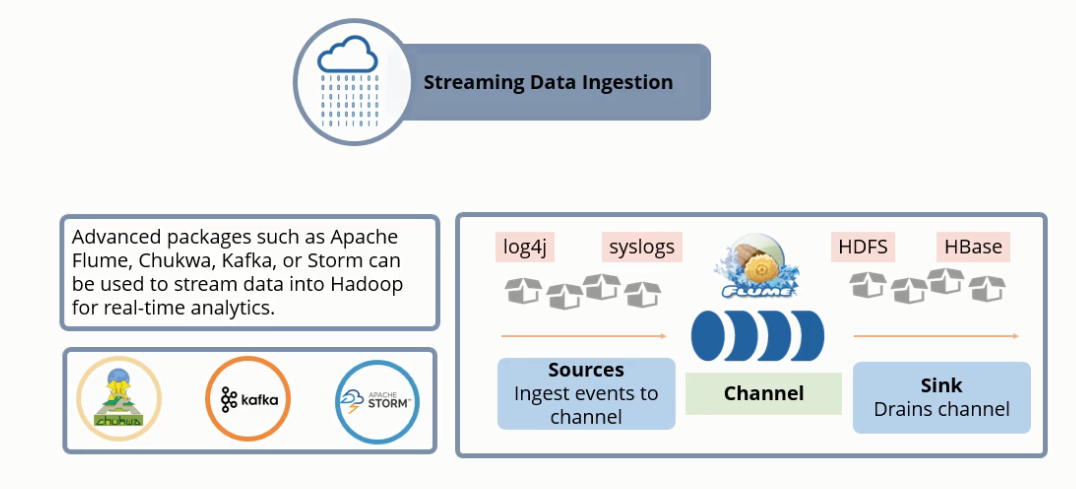 Streaming Data Ingestion
Advanced packages such as Apache
Flume, Chukwa, Kafka, or Storm can
be used to stream data into Hadoop
for real-time analytics.
chukwa
kafka
APACHE
STORM™
log4j
syslogs
FLUME
HDFS
HBase
Sources
Ingest events to
channel
Channel
Sink
Drains channel